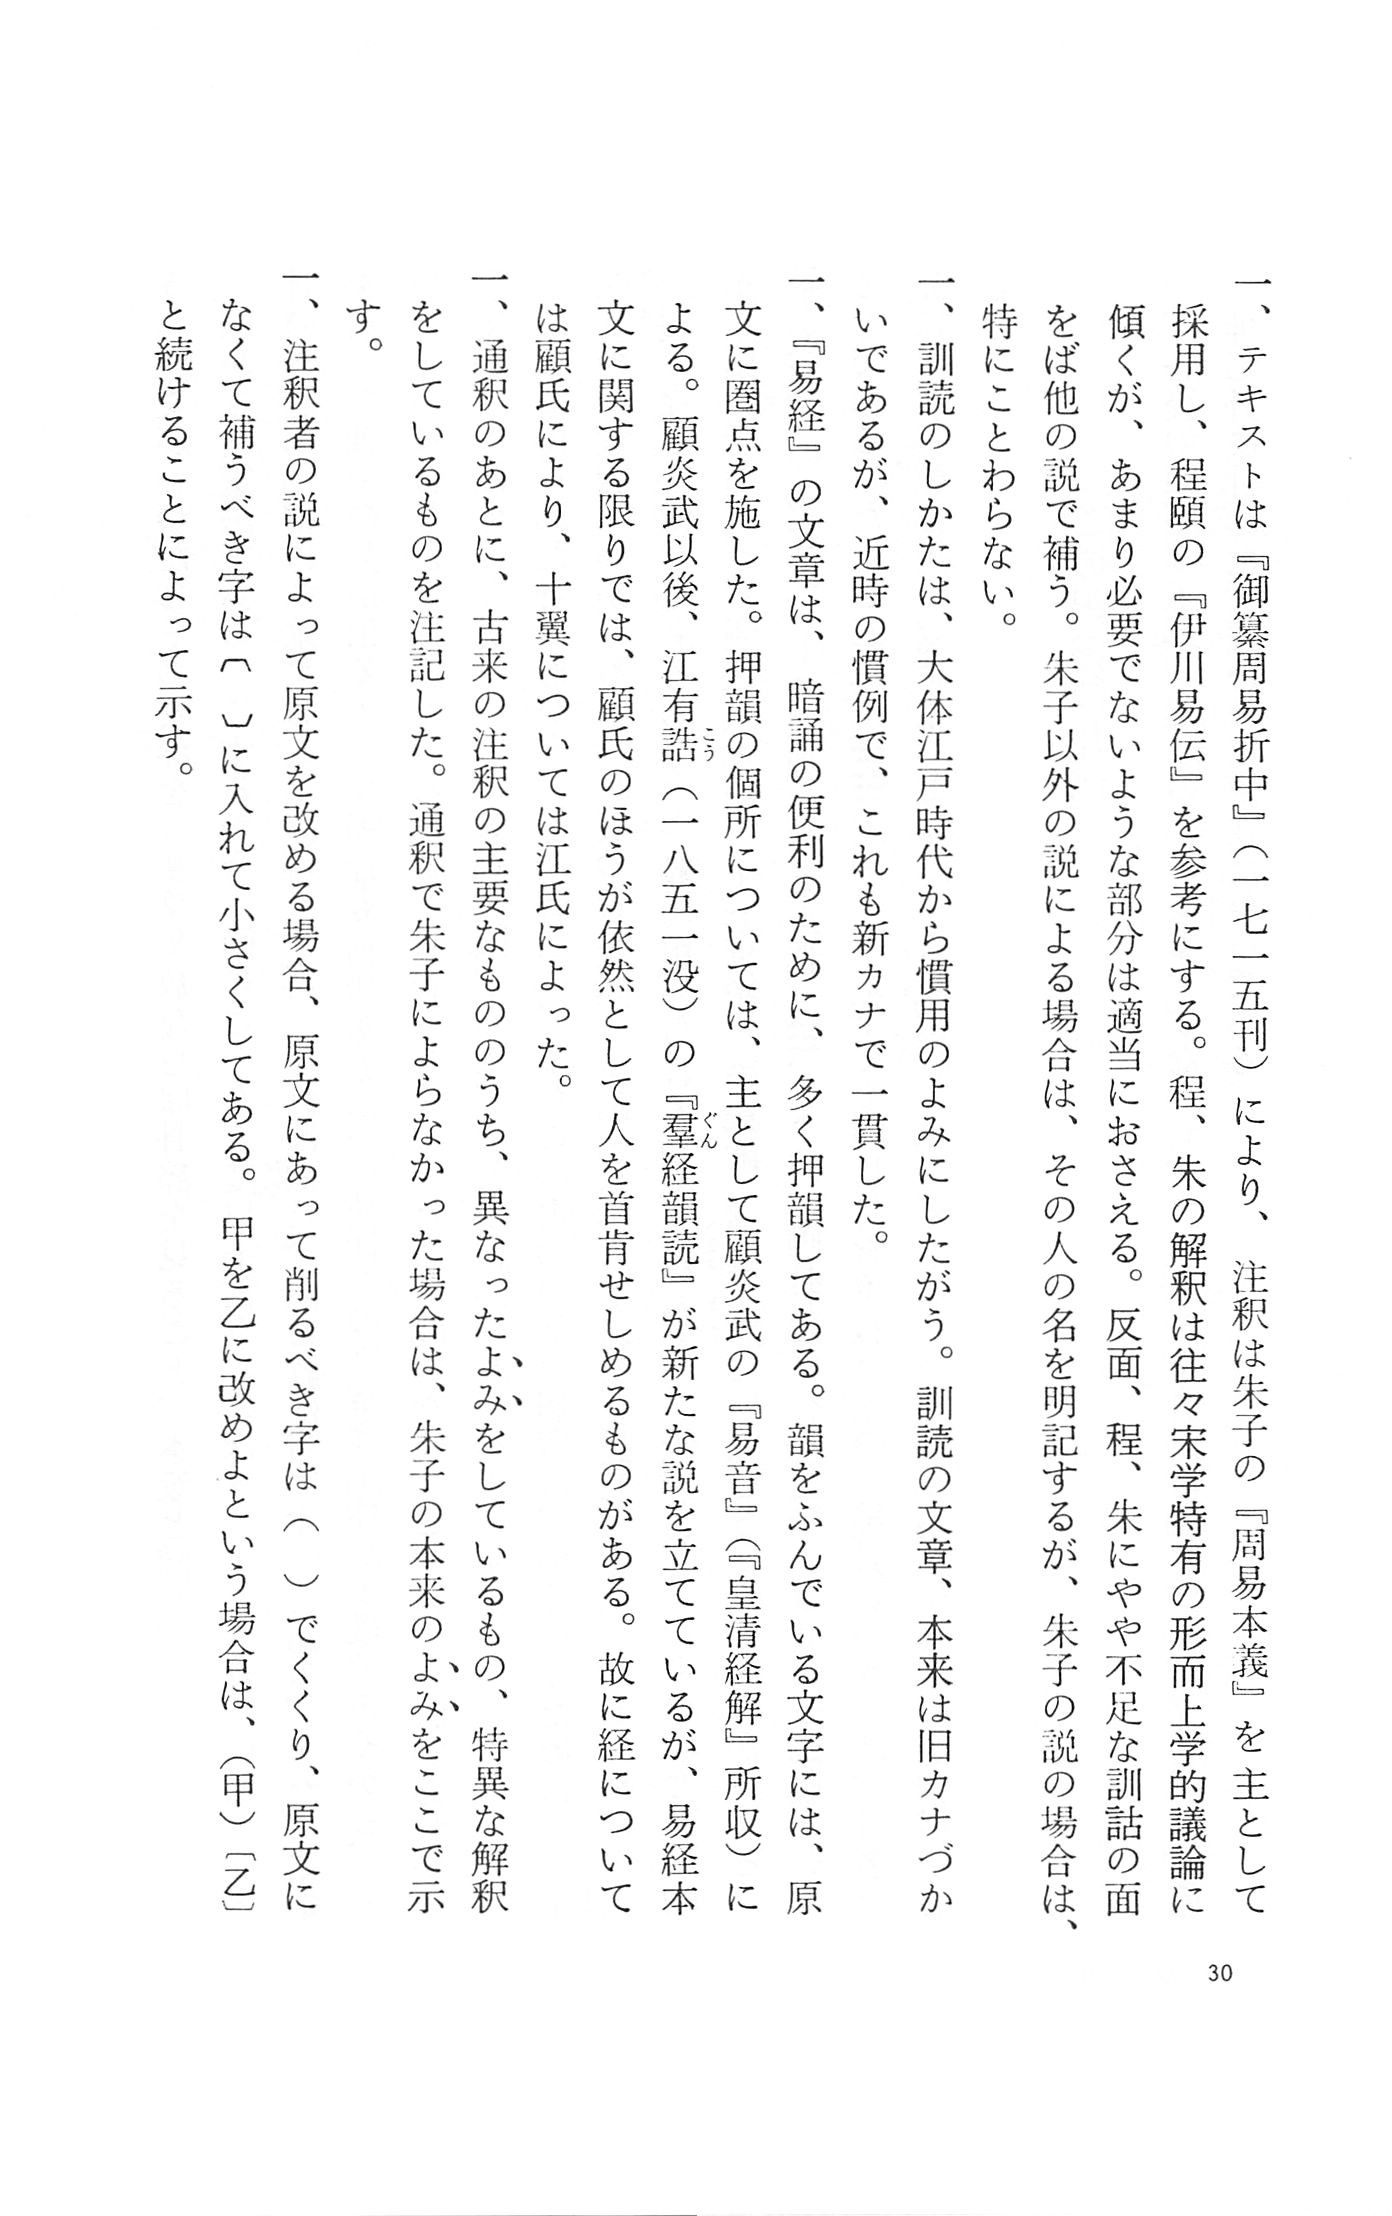 一、テキストは『御纂周易折中』（一七一五刊）により、注釈は朱子の『周易本義』を主として
採用し、程頤の『伊川易伝』を参考にする。程、朱の解釈は往々宋学特有の形而上学的議論に
傾くが、あまり必要でないような部分は適当におさえる。反面、程、朱にやや不足な訓詁の面
をば他の説で補う。朱子以外の説による場合は、その人の名を明記するが、朱子の説の場合は、
特にことわらない。
一、訓読のしかたは、大体江戸時代から慣用のよみにしたがう。訓読の文章、本来は旧カナづか
いであるが、近時の慣例で、これも新カナで一貫した。
一、『易経』の文章は、暗誦の便利のために、多く押韻してある。韻をふんでいる文字には、原
文に圏点を施した。押韻の個所については、主として顧炎武の『易音』（『皇清経解』所収）に
よる。顧炎武以後、江有誥こう（一八五一没）の『羣ぐん経韻読』が新たな説を立てているが、易経本
文に関する限りでは、顧氏のほうが依然として人を首肯せしめるものがある。故に経について
は顧氏により、十翼については江氏によった。
一、通釈のあとに、古来の注釈の主要なもののうち、異なったよみをしているもの、特異な解釈
をしているものを注記した。通釈で朱子によらなかった場合は、朱子の本来のよみをここで示
す。
一、注釈者の説によって原文を改める場合、原文にあって削るべき字は（　）でくくり、原文に
なくて補うべき字は〔　〕に入れて小さくしてある。甲を乙に改めよという場合は、（甲）〔乙〕
と続けることによって示す。
30